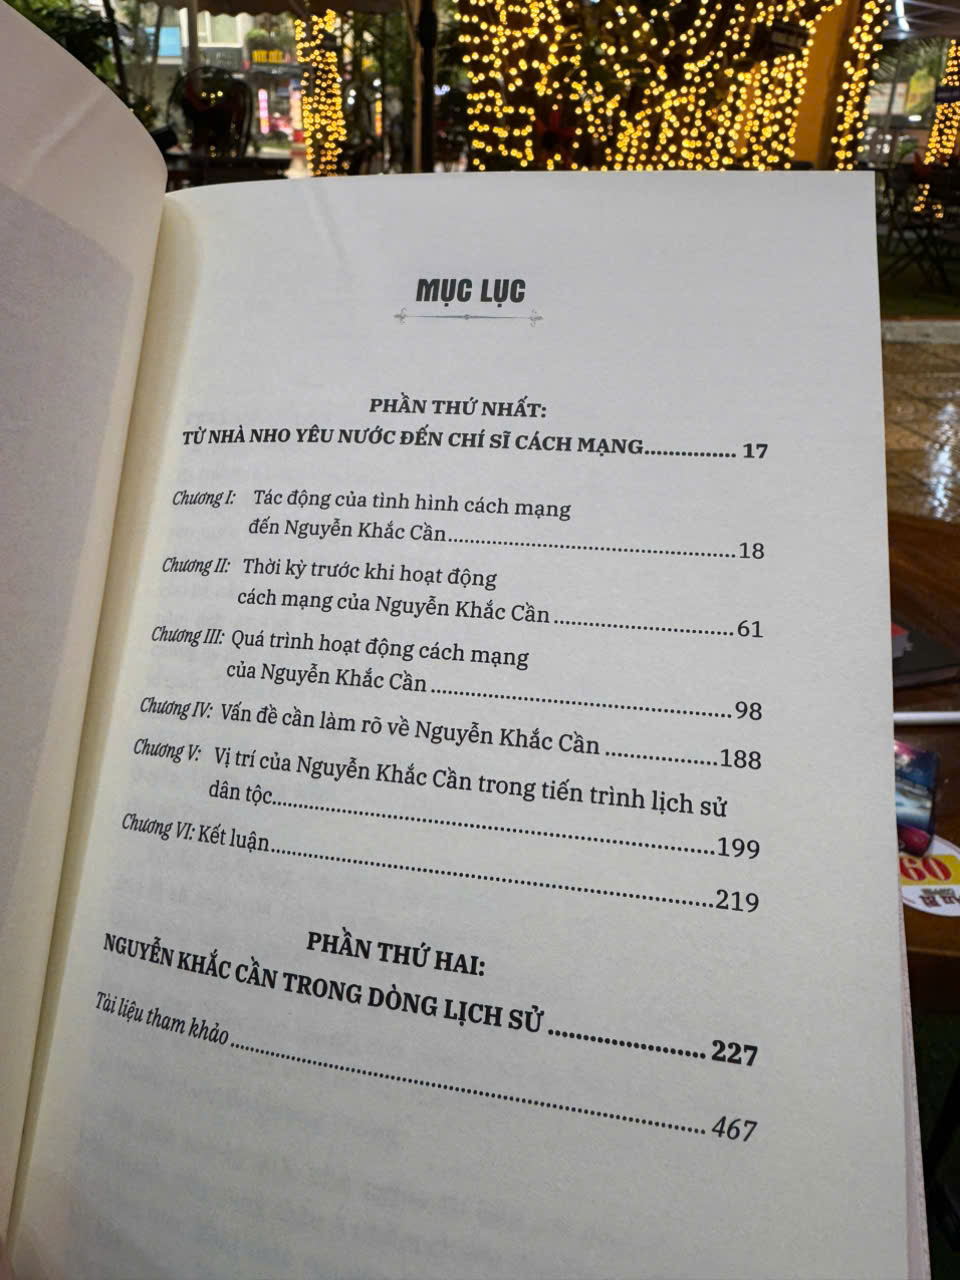 MỤC LỤC
PHẦN THỨ NHẤT:
TỪ NHÀ NHO YÊU NƯỚC ĐẾN CHÍ SĨ CÁCH MẠNG............... 17
Chương I: Tác động của tình hình cách mạng
đến Nguyễn Khắc Cần..................................................18
Chương II: Thời kỳ trước khi hoạt động
cách mạng của Nguyễn Khắc Cần...............................61
Chương III: Quá trình hoạt động cách mạng
của Nguyễn Khắc Cần....................................................98
Chương IV: Vấn đề cần làm rõ về Nguyễn Khắc Cần...................188
Chương V: Vị trí của Nguyễn Khắc Cần trong tiến trình lịch sử
dân tộc..............................................................................199
Chương VI: Kết luận..............................................................................219
PHẦN THỨ HAI:
NGUYỄN KHẮC CẦN TRONG DÒNG LỊCH SỬ........................ 227
Tài liệu tham khảo.............................................................................. 467
60